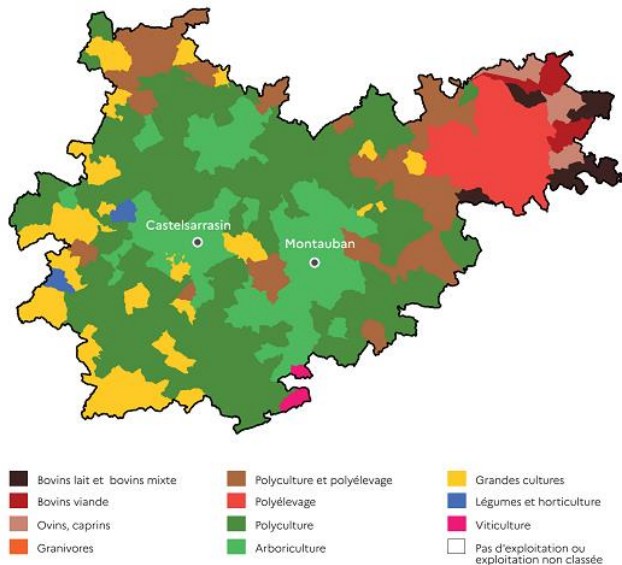 Castelsarrasin
Montauban
Bovins lait et bovins mixte
Bovins viande
Ovins, caprins
Granivores
Polyculture et polyélevage
Polyélevage
Polyculture
Arboriculture
Grandes cultures
Légumes et horticulture
Viticulture
Pas d'exploitation ou
exploitation non classée